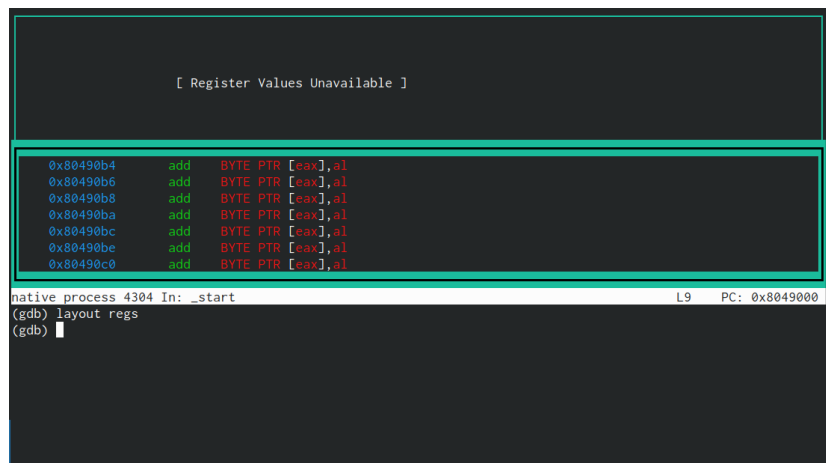 [ Register Values Unavailable ]
0x80490b4 add BYTE PTR [eax],al
0x80490b6 add BYTE PTR [eax],al
0x80490b8 add BYTE PTR [eax],al
0x80490ba add BYTE PTR [eax],al
0x80490bc add BYTE PTR [eax],al
0x80490be add BYTE PTR [eax],al
0x80490c0 add BYTE PTR [eax],al
native process 4304 In: _start L9 PC: 0x8049000
(gdb) layout regs
(gdb)